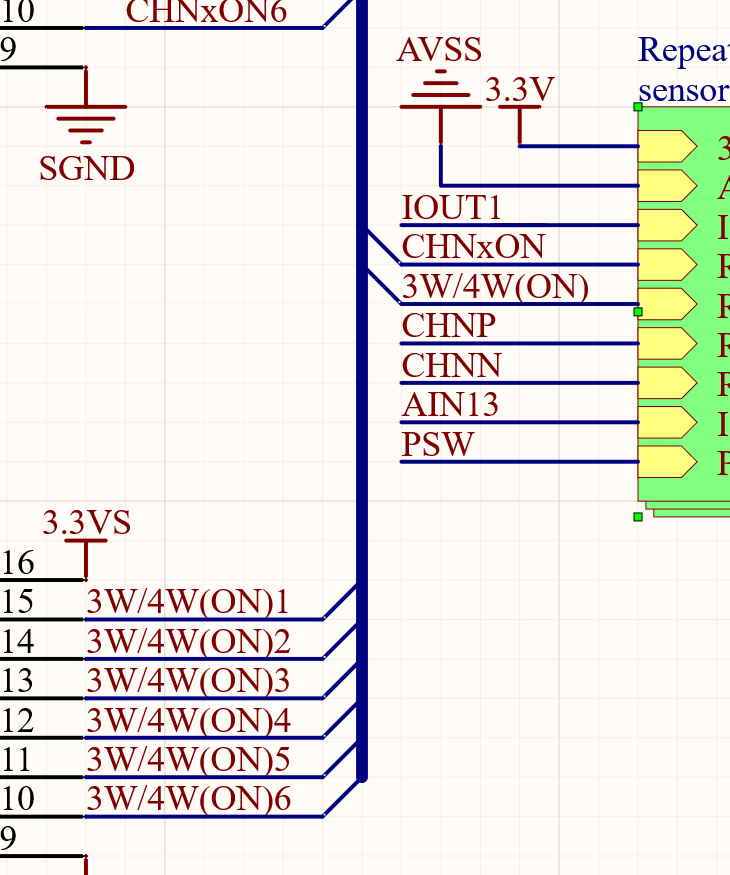 10
CHNxON6
9
SGND
AVSS
3.3V
Repeat
sensor
3
IOUT1
I
CHNxON
R
3W/4W(ON)
R
CHNP
R
CHNN
R
AIN13
I
PSW
P
3.3VS
16
15
3W/4W(ON)1
14
3W/4W(ON)2
13
3W/4W(ON)3
12
3W/4W(ON)4
11
3W/4W(ON)5
10
3W/4W(ON)6
9